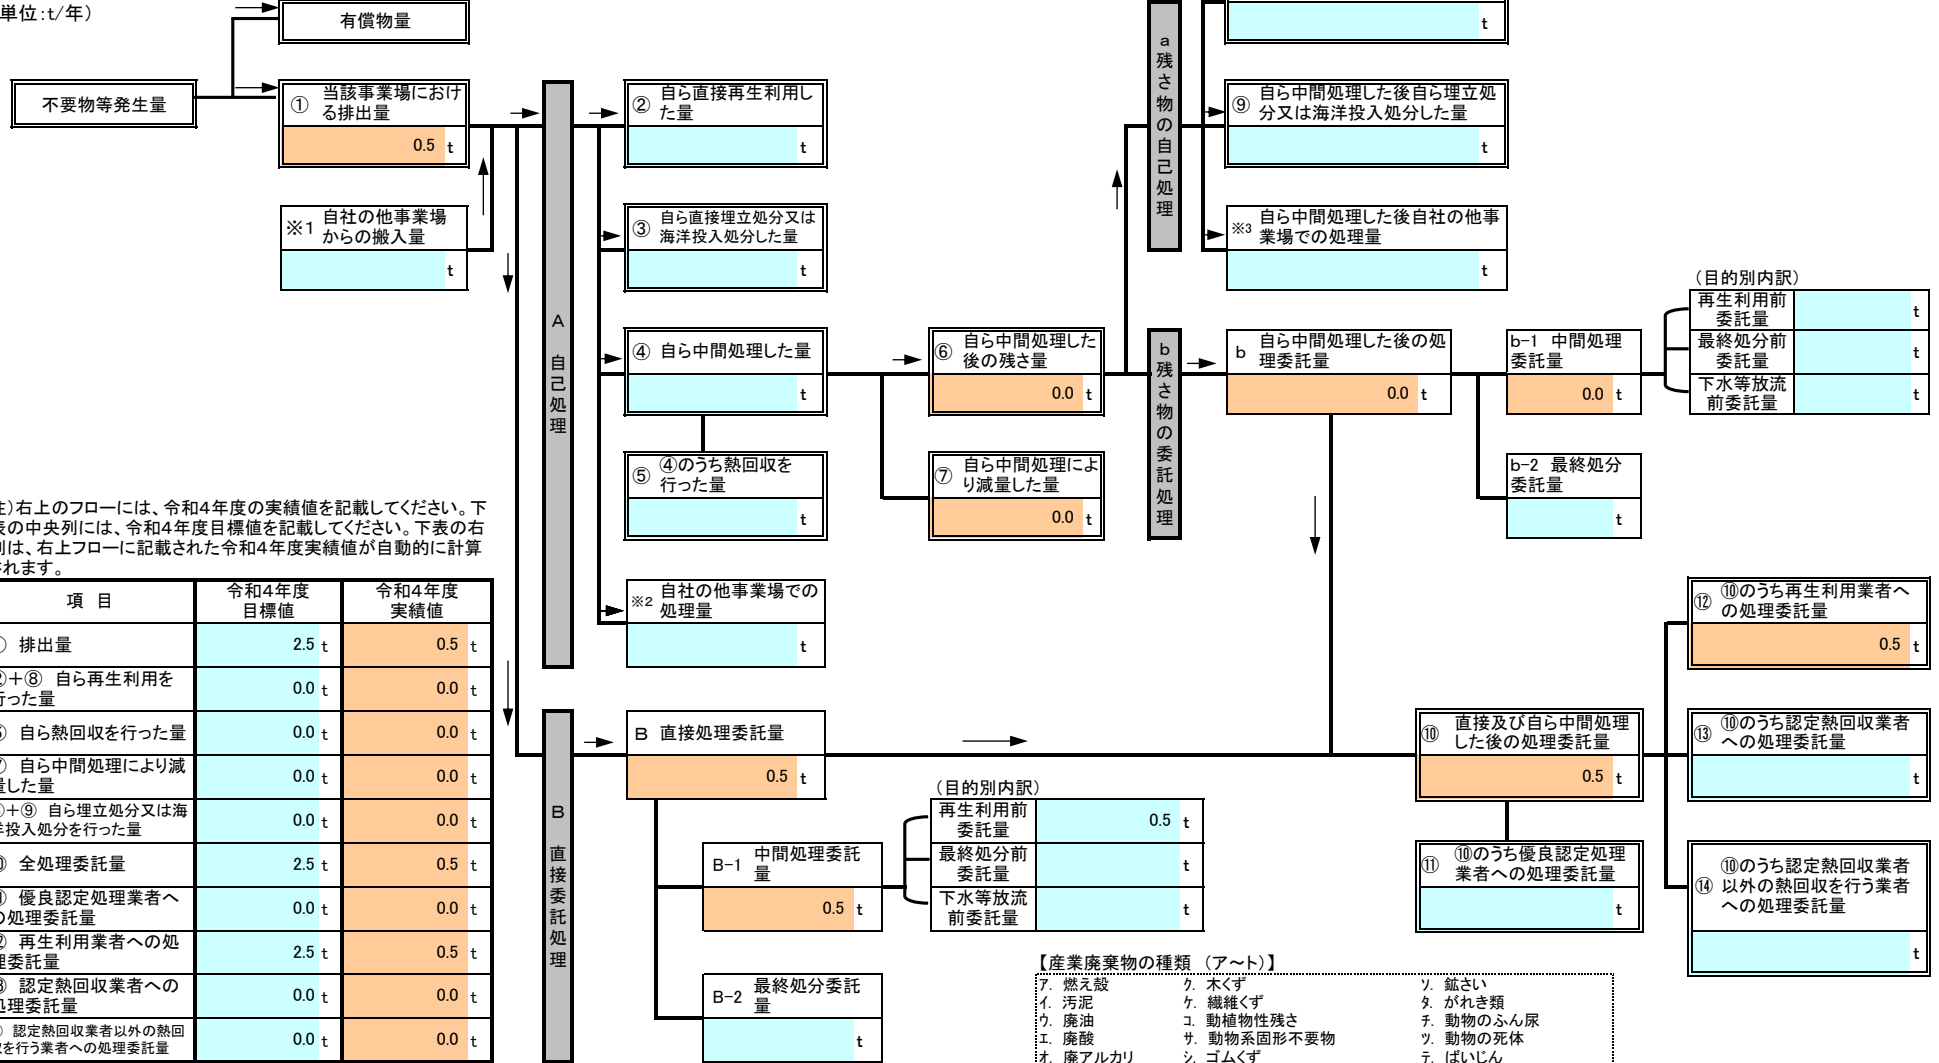 単位:t/年）
有償物量
不要物等発生量
① 当該事業場におけ
る排出量
0.5 t
※1 自社の他事業場
からの搬入量
t
A 自己処理
② 自ら直接再生利用し
た量
t
③ 自ら直接埋立処分又は
海洋投入処分した量
t
④ 自ら中間処理した量
t
⑤ ④のうち熱回収を
行った量
t
※2 自社の他事業場での
処理量
t
⑥ 自ら中間処理した
後の残さ量
0.0 t
⑦ 自ら中間処理によ
り減量した量
0.0 t
a 残さ物の自己処理
t
⑨ 自ら中間処理した後自ら埋立処
分又は海洋投入処分した量
t
※3 自ら中間処理した後自社の他事
業場での処理量
t
b 残さ物の委託処理
b 自ら中間処理した後の処
理委託量
0.0 t
b-1 中間処理
委託量
0.0 t
b-2 最終処分
委託量
t
（目的別内訳）
再生利用前
委託量
t
最終処分前
委託量
t
下水等放流
前委託量
t
注）右上のフローには、令和4年度の実績値を記載してください。下
表の中央列には、令和4年度目標値を記載してください。下表の右
列は、右上フローに記載された令和4年度実績値が自動的に計算
されます。
項 目 令和4年度
目標値 令和4年度
実績値
① 排出量 2.5 t 0.5 t
②＋⑧ 自ら再生利用を
行った量 0.0 t 0.0 t
⑤ 自ら熱回収を行った量 0.0 t 0.0 t
⑦ 自ら中間処理により減
量した量 0.0 t 0.0 t
③＋⑨ 自ら埋立処分又は海
洋投入処分を行った量 0.0 t 0.0 t
⑩ 全処理委託量 2.5 t 0.5 t
⑪ 優良認定処理業者へ
の処理委託量 0.0 t 0.0 t
⑫ 再生利用業者への処
理委託量 2.5 t 0.5 t
⑬ 認定熱回収業者への
処理委託量 0.0 t 0.0 t
⑭ 認定熱回収業者以外の熱回
収を行う業者への処理委託量 0.0 t 0.0 t
B 直接委託処理
B 直接処理委託量
0.5 t
B-1 中間処理委託
量
0.5 t
B-2 最終処分委託
量
t
（目的別内訳）
再生利用前
委託量
0.5 t
最終処分前
委託量
t
下水等放流
前委託量
t
⑩ 直接及び自ら中間処理
した後の処理委託量
0.5 t
⑪ ⑩のうち優良認定処理
業者への処理委託量
t
⑫ ⑩のうち再生利用業者へ
の処理委託量
0.5 t
⑬ ⑩のうち認定熱回収業者
への処理委託量
t
⑭ ⑩のうち認定熱回収業者
以外の熱回収を行う業者
への処理委託量
t
【産業廃棄物の種類 （ア～ト）】
ｱ. 燃え殻 ｸ. 木くず ｿ. 鉱さい
ｲ. 汚泥 ｹ. 繊維くず ﾀ. がれき類
ｳ. 廃油 ｺ. 動植物性残さ ﾁ. 動物のふん尿
ｴ. 廃酸 ｻ. 動物系固形不要物 ﾂ. 動物の死体
ｵ. 廃アルカリ ｼ. ゴムくず ﾃ. ばいじん